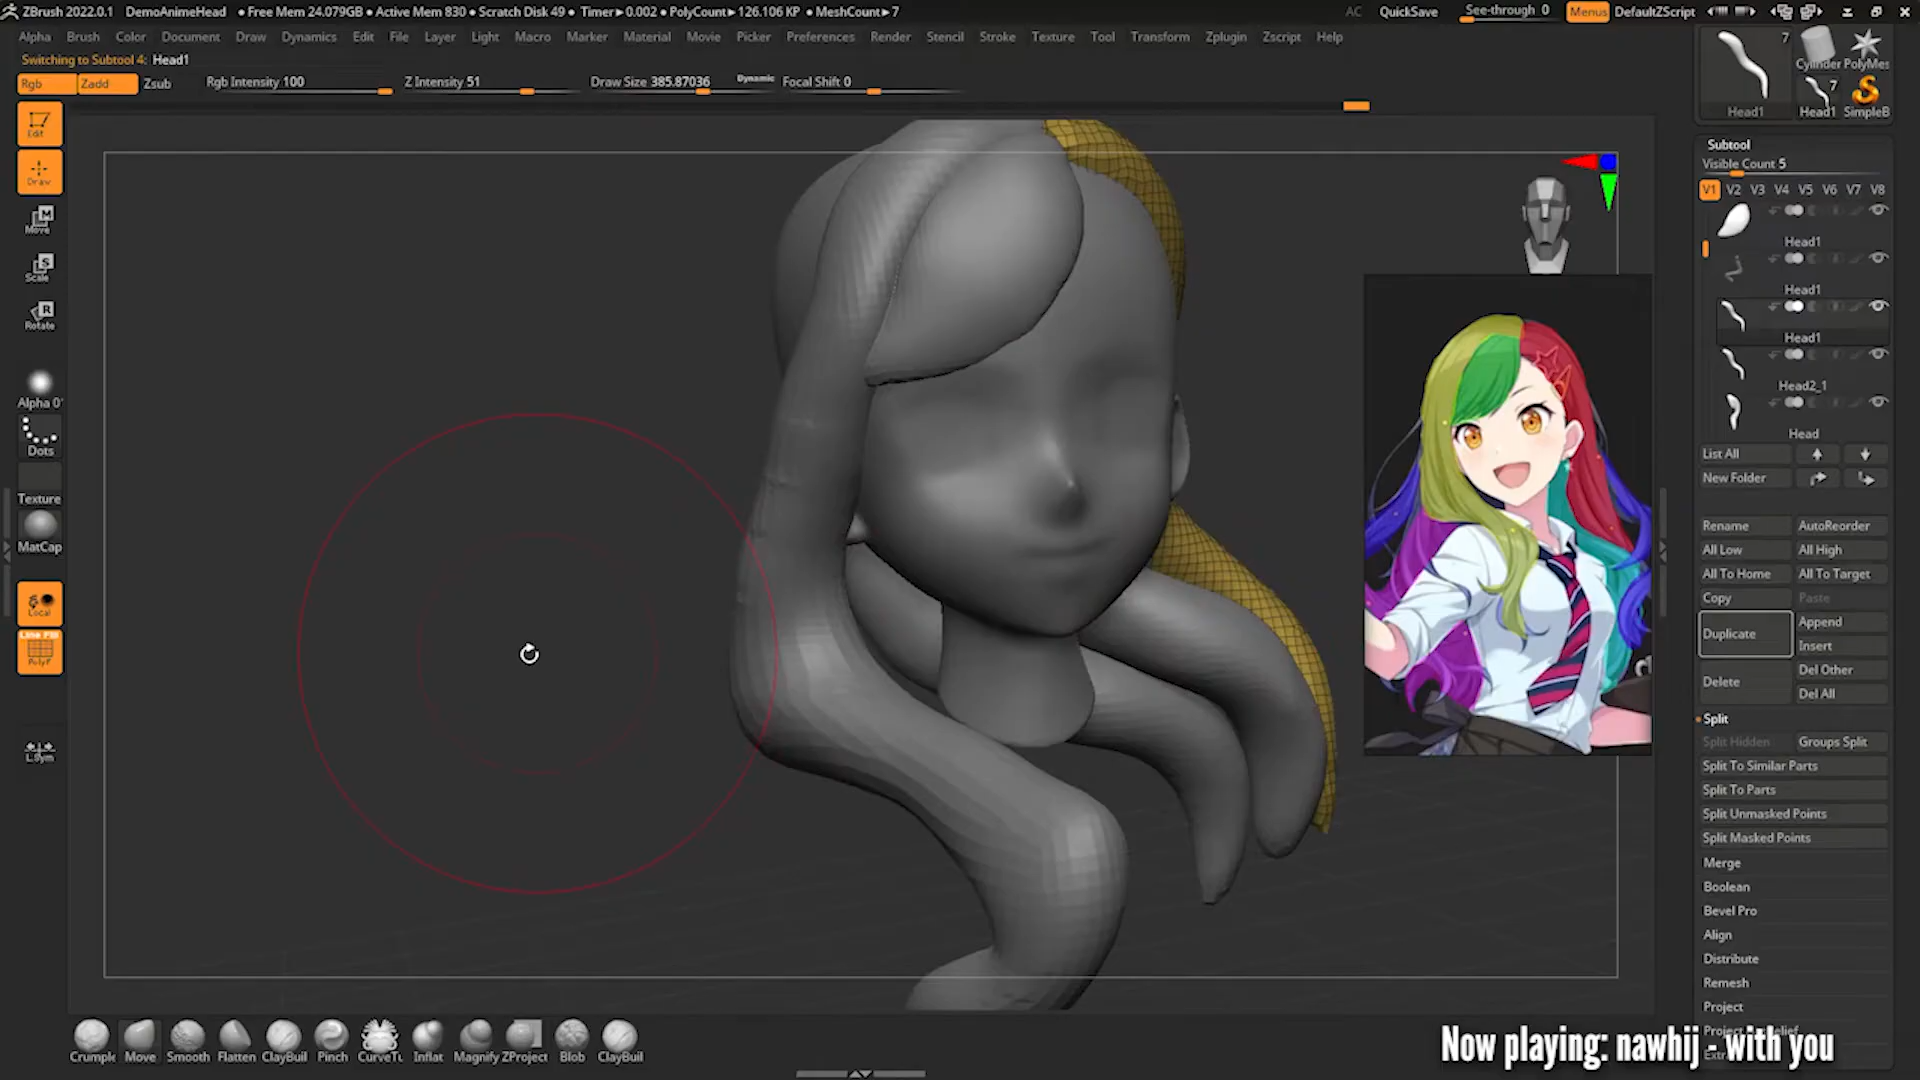 ZBrush 2022.0.1 DemoAnimeHead • Free Mem 24.079GB • Active Mem 830 • Scratch Disk 49 • Timer▸0.002 • PolyCount▸126.106 KP • MeshCount▸7 AC QuickSave See-through 0 Menus DefaultZScript
Alpha Brush Color Document Draw Dynamics Edit File Layer Light Macro Marker Material Movie Picker Preferences Render Stencil Stroke Texture Tool Transform Zplugin Zscript Help
Switching to Subtool 4: Head1
Rgb Zadd Zsub Rgb Intensity 100 Z Intensity 51 Draw Size 385.87036 Dynamic Focal Shift 0
Edit
Draw
Move
Scale
Rotate
Alpha 0
Dots
Texture
MatCap
Local
Line Fill
PolyF
L.Sym
7
Cylinder PolyMes
7
Head1 Head1 SimpleB
Subtool
Visible Count 5
V1 V2 V3 V4 V5 V6 V7 V8
Head1
Head1
Head1
Head2_1
Head
List All
New Folder
Rename AutoReorder
All Low All High
All To Home All To Target
Copy Paste
Duplicate Append
Insert
Delete Del Other
Del All
Split
Split Hidden Groups Split
Split To Similar Parts
Split To Parts
Split Unmasked Points
Split Masked Points
Merge
Boolean
Bevel Pro
Align
Distribute
Remesh
Project
Now playing: nawhij - with you
Crumple Move Smooth Flatten ClayBuil Pinch CurveTu Inflat Magnify ZProject Blob ClayBuil